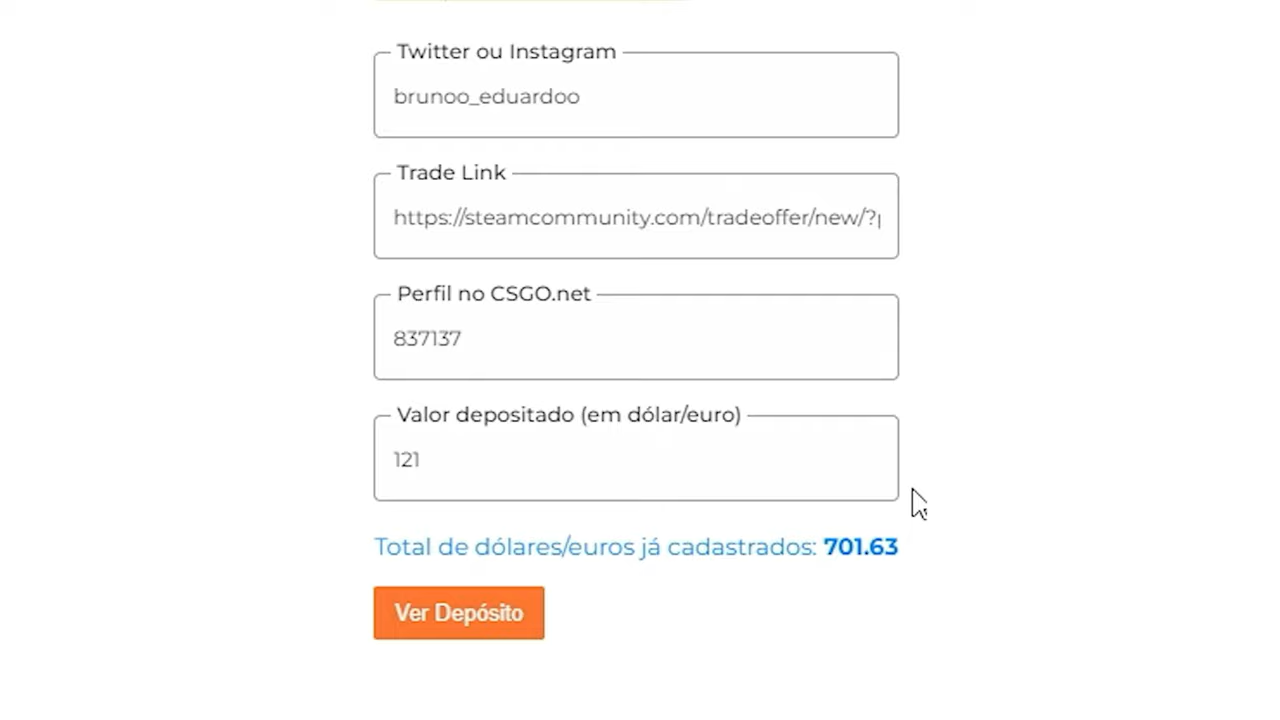 Twitter ou Instagram
brunoo_eduardoo
Trade Link
https://steamcommunity.com/tradeoffer/new/?
Perfil no CSGO.net
837137
Valor depositado (em dólar/euro)
121
Total de dólares/euros já cadastrados: 701.63
Ver Depósito